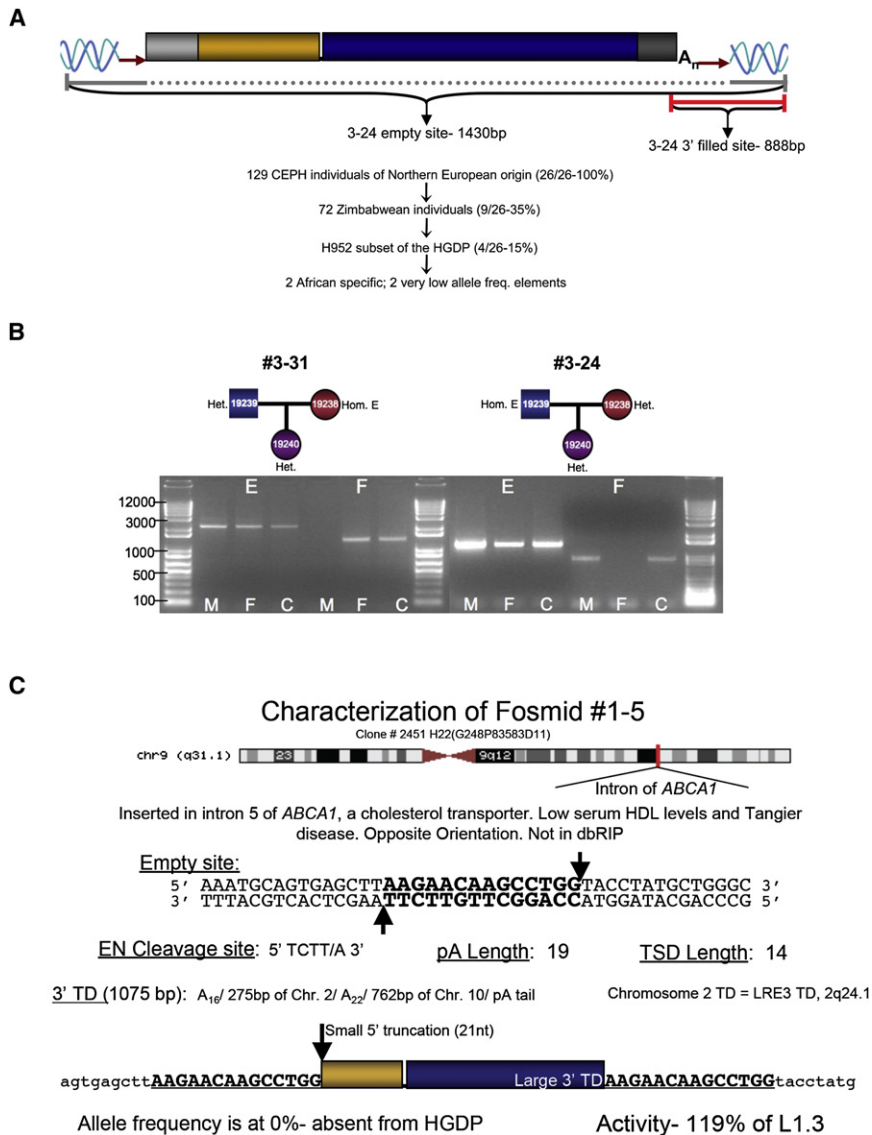 A
An
3-24 empty site- 1430bp
3-24 3' filled site- 888bp
129 CEPH individuals of Northern European origin (26/26-100%)
72 Zimbabwean individuals (9/26-35%)
H952 subset of the HGDP (4/26-15%)
2 African specific; 2 very low allele freq. elements
B
#3-31
#3-24
Het. 19239 19238 Hom. E
Hom. E 19239 19238 Het.
19240
Het.
19240
Het.
E F E F
12000
3000
1000
500
100
M F C M F C M F C M F C
C
Characterization of Fosmid #1-5
Clone # 2451 H22(G248P83583D11)
chr9 (q31.1) 23 9q12
Intron of ABCA1
Inserted in intron 5 of ABCA1, a cholesterol transporter. Low serum HDL levels and Tangier
disease. Opposite Orientation. Not in dbRIP
Empty site:
5' AAATGCAGTGAGCTTAAGAACAAGCCTGGTACCTATGCTGGGC 3'
3' TTTACGTCACTCGAATTCTTGTTCGGACCATGGATACGACCCG 5'
EN Cleavage site: 5' TCTT/A 3' pA Length: 19 TSD Length: 14
3' TD (1075 bp): A16/ 275bp of Chr. 2/ A22/ 762bp of Chr. 10/ pA tail Chromosome 2 TD = LRE3 TD, 2q24.1
Small 5' truncation (21nt)
agtgagcttAAGAACAAGCCTGG Large 3' TD AAGAACAAGCCTGGtacctatg
Allele frequency is at 0%- absent from HGDP Activity- 119% of L1.3